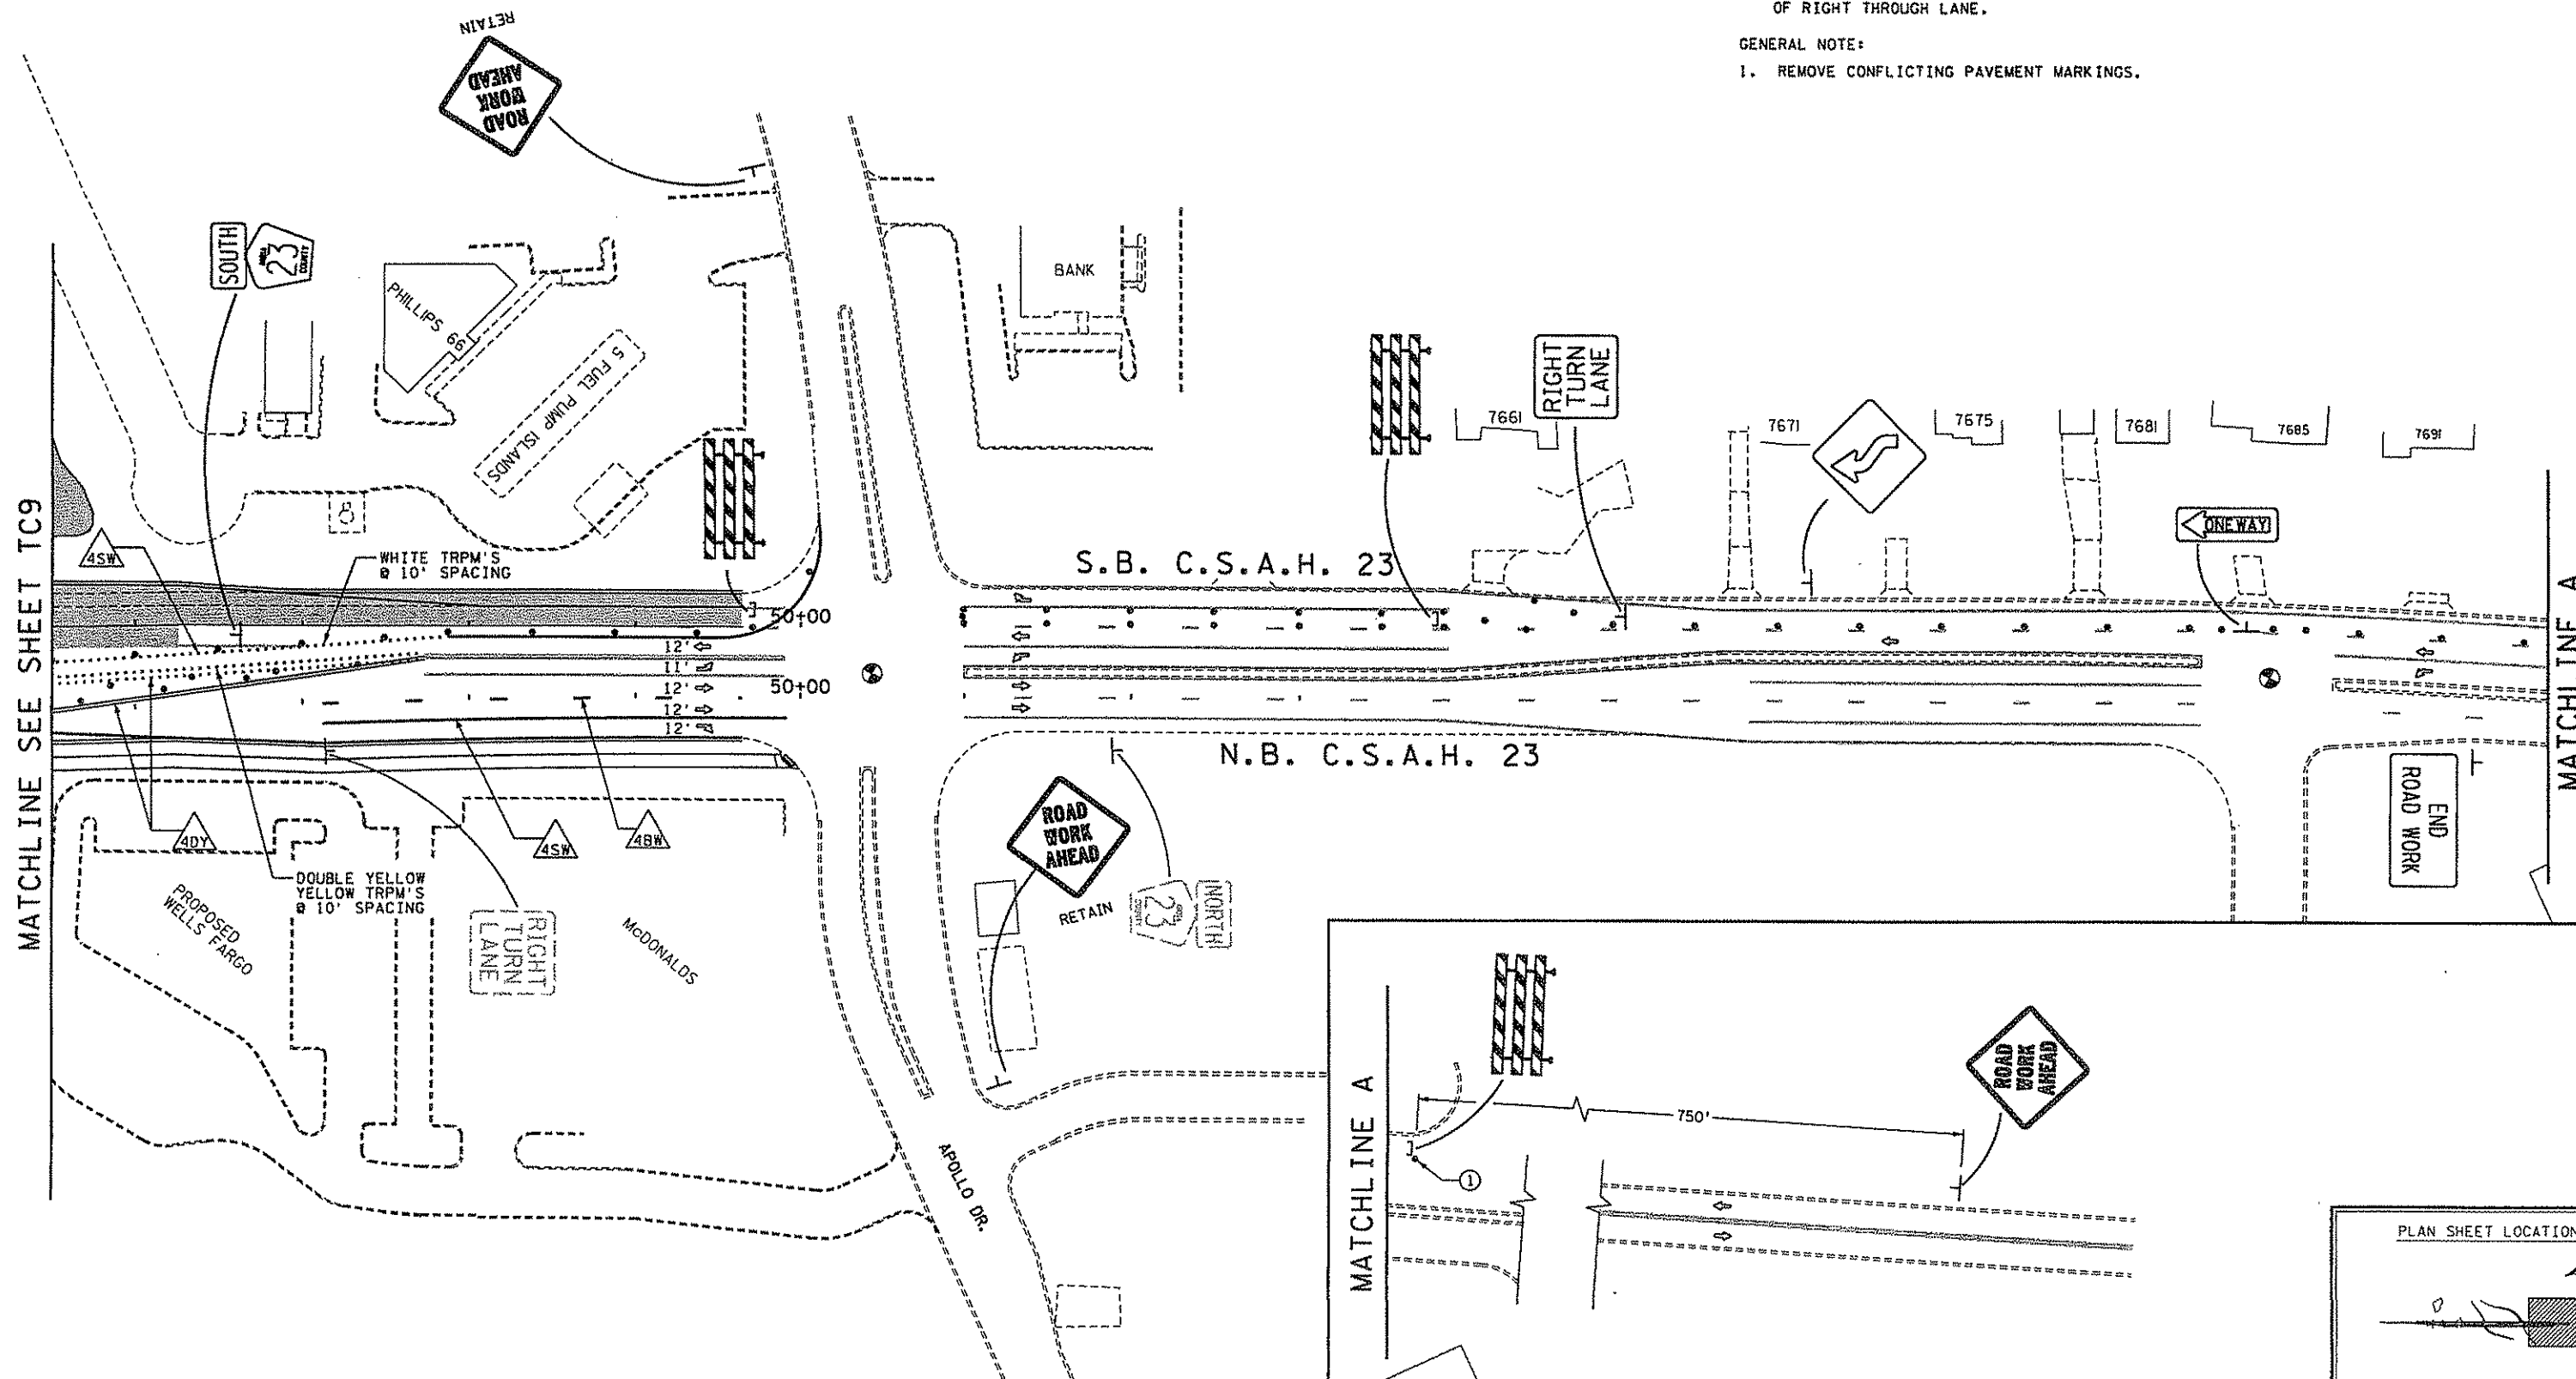 OF RIGHT THROUGH LANE.
GENERAL NOTE:
1. REMOVE CONFLICTING PAVEMENT MARKINGS.
RETAIN
ROAD
WORK
AHEAD
SOUTH
23
COUNTY
PHILLIPS 66
5 FUEL PUMP ISLANDS
BANK
RIGHT
TURN
LANE
7661
7671
7675
7681
7685
7691
ONE WAY
MATCHLINE SEE SHEET TC9
4SW
WHITE TRPM'S
@ 10' SPACING
S.B. C.S.A.H. 23
50+00
12'
11'
12'
12'
12'
50+00
N.B. C.S.A.H. 23
MATCHLINE A
END
ROAD WORK
4DY
4SW
4BW
DOUBLE YELLOW
YELLOW TRPM'S
@ 10' SPACING
PROPOSED
WELLS FARGO
RIGHT
TURN
LANE
McDONALDS
ROAD
WORK
AHEAD
RETAIN
NORTH
23
COUNTY
APOLLO DR.
MATCHLINE A
750'
1
ROAD
WORK
AHEAD
PLAN SHEET LOCATION